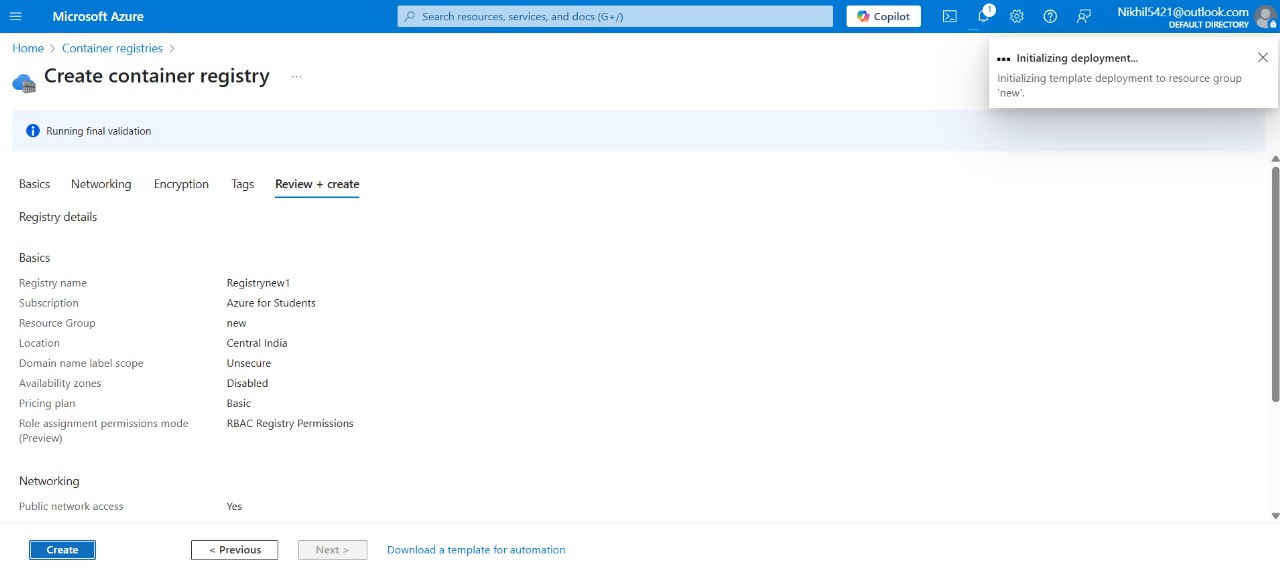 Microsoft Azure
Search resources, services, and docs (G+/)
Copilot
1
Nikhil5421@outlook.com
DEFAULT DIRECTORY
Home > Container registries >
Create container registry ...
Initializing deployment...
Initializing template deployment to resource group
'new'.
Running final validation
Basics Networking Encryption Tags Review + create
Registry details
Basics
Registry name Registrynew1
Subscription Azure for Students
Resource Group new
Location Central India
Domain name label scope Unsecure
Availability zones Disabled
Pricing plan Basic
Role assignment permissions mode RBAC Registry Permissions
(Preview)
Networking
Public network access Yes
Create < Previous Next > Download a template for automation